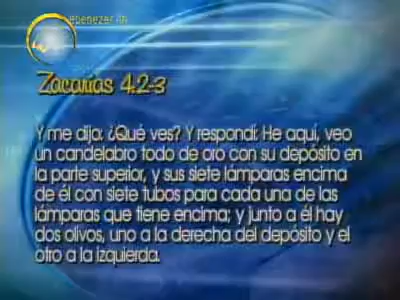 ebenezer.hn
Zacarías 4:2-3
Y me dijo: ¿Qué ves? Y respondí: He aquí, veo
un candelabro todo de oro con su depósito en
la parte superior, y sus siete lámparas encima
de él con siete tubos para cada una de las
lámparas que tiene encima; y junto a él hay
dos olivos, uno a la derecha del depósito y el
otro a la izquierda.